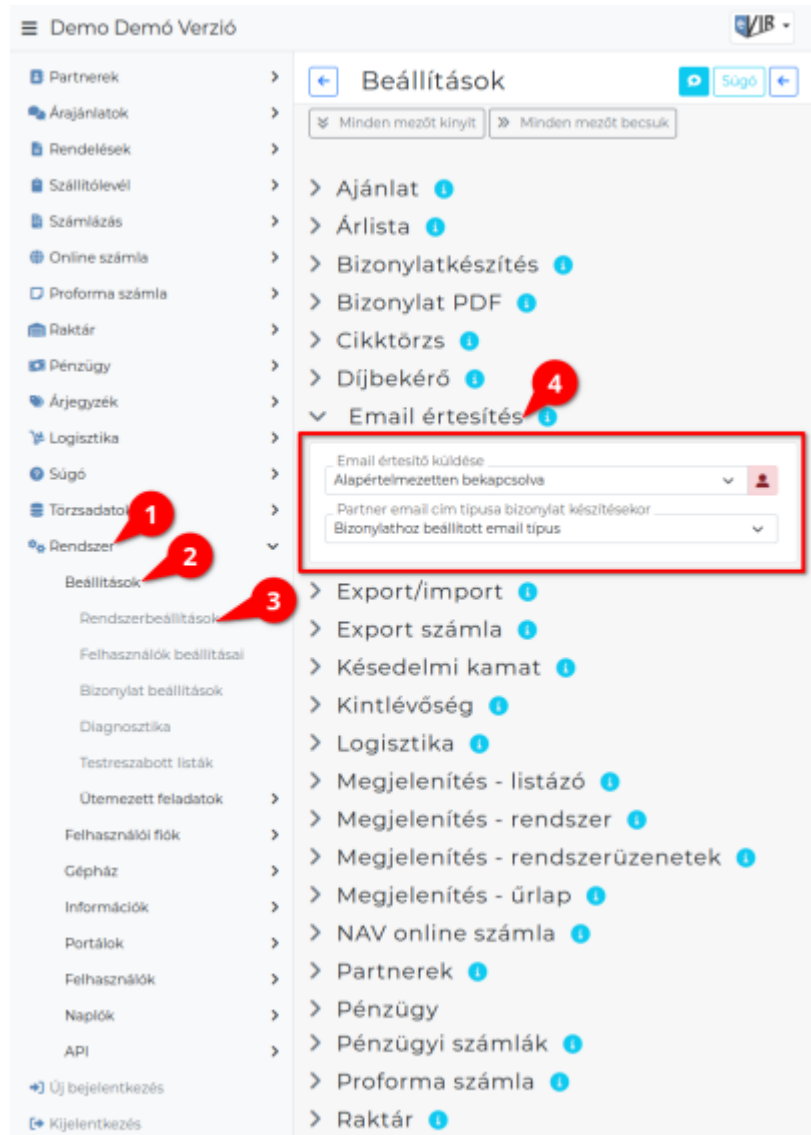 Demo Demó Verzió
VIR
Partnerek
Árajánlatok
Rendelések
Szállítólevél
Számlázás
Online számla
Proforma számla
Raktár
Pénzügy
Árjegyzék
Logisztika
Súgó
Törzsadatok
1
Rendszer
2
Beállítások
3
Rendszerbeállítások
Felhasználók beállításai
Bizonylat beállítások
Diagnosztika
Testreszabott listák
Ütemezett feladatok
Felhasználói fiók
Gépház
Információk
Portálok
Felhasználók
Naplók
API
Új bejelentkezés
Kijelentkezés
Beállítások
Súgó
Minden mezőt kinyit
Minden mezőt becsuk
Ajánlat
Árlista
Bizonylatkészítés
Bizonylat PDF
Cikktörzs
Díjbekérő
4
Email értesítés
Email értesítő küldése
Alapértelmezetten bekapcsolva
Partner email cím típusa bizonylat készítésekor
Bizonylathoz beállított email típus
Export/import
Export számla
Késedelmi kamat
Kintlévőség
Logisztika
Megjelenítés - listázó
Megjelenítés - rendszer
Megjelenítés - rendszerüzenetek
Megjelenítés - űrlap
NAV online számla
Partnerek
Pénzügy
Pénzügyi számlák
Proforma számla
Raktár